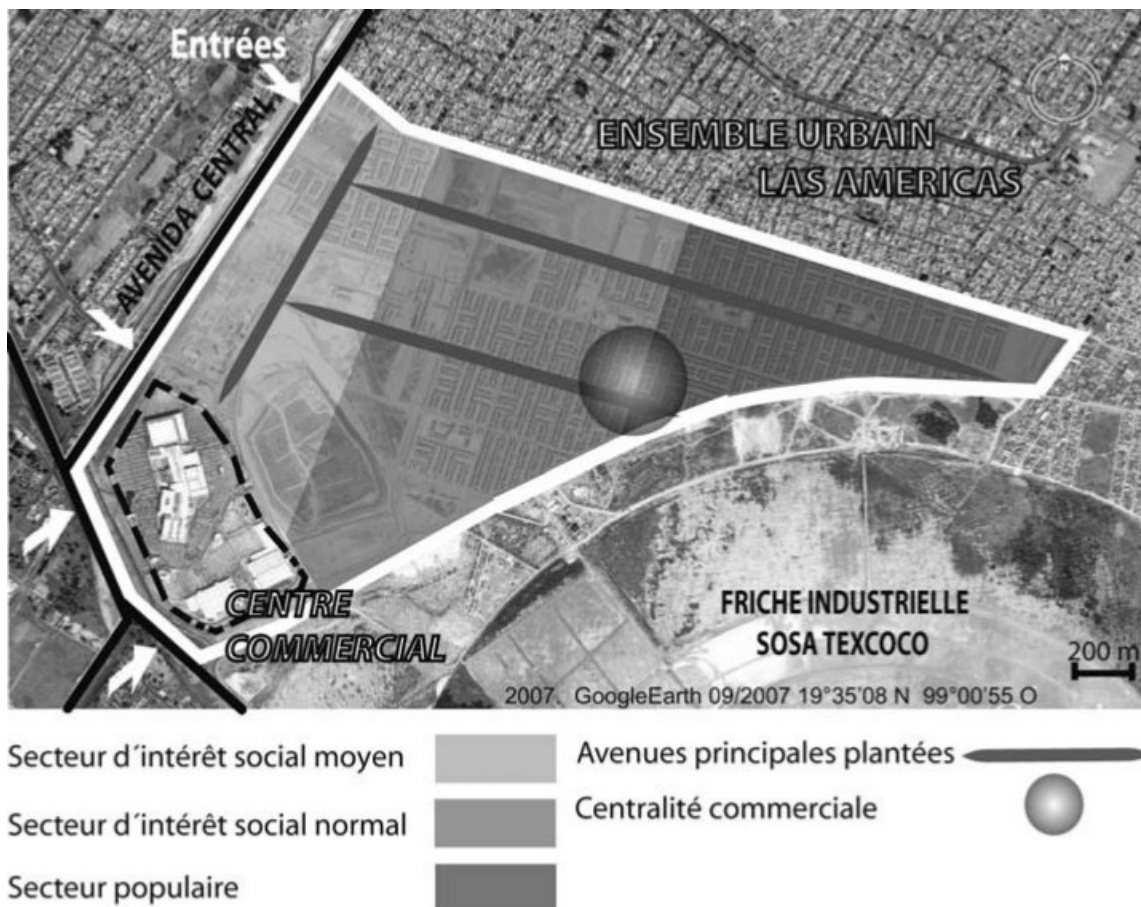 Entrées
AVENIDA CENTRAL
N
ENSEMBLE URBAIN
LAS AMERICAS
CENTRE
COMMERCIAL
FRICHE INDUSTRIELLE
SOSA TEXCOCO
200 m
2007. GoogleEarth 09/2007 19°35'08 N 99°00'55 O
Secteur d´intérêt social moyen
Secteur d´intérêt social normal
Secteur populaire
Avenues principales plantées
Centralité commerciale